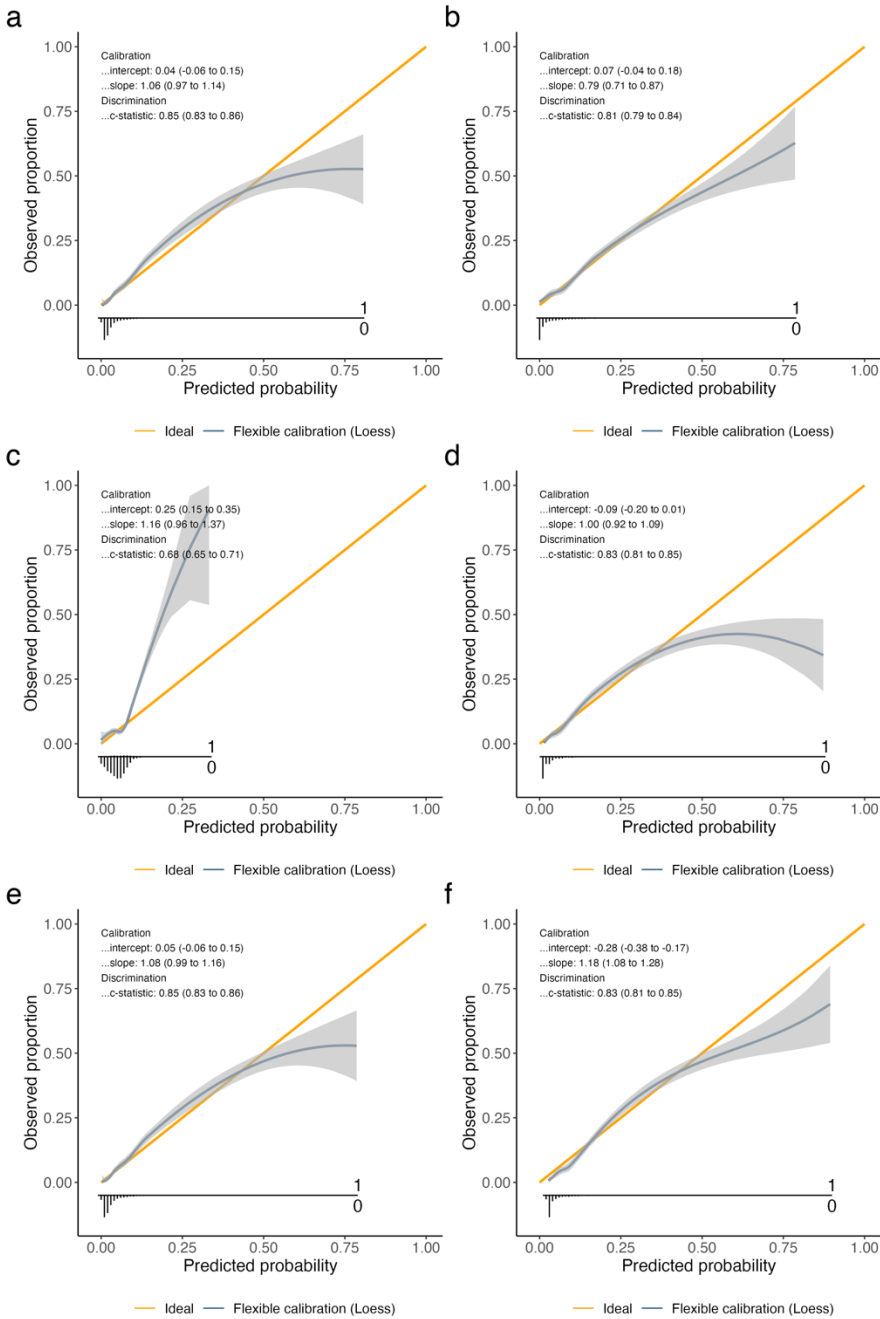 a
1.00
0.75
0.50
0.25
0.00
Observed proportion
Calibration
...intercept: 0.04 (-0.06 to 0.15)
...slope: 1.06 (0.97 to 1.14)
Discrimination
...c-statistic: 0.85 (0.83 to 0.86)
1
0
0.00 0.25 0.50 0.75 1.00
Predicted probability
Ideal Flexible calibration (Loess)
b
1.00
0.75
0.50
0.25
0.00
Observed proportion
Calibration
...intercept: 0.07 (-0.04 to 0.18)
...slope: 0.79 (0.71 to 0.87)
Discrimination
...c-statistic: 0.81 (0.79 to 0.84)
1
0
0.00 0.25 0.50 0.75 1.00
Predicted probability
Ideal Flexible calibration (Loess)
c
1.00
0.75
0.50
0.25
0.00
Observed proportion
Calibration
...intercept: 0.25 (0.15 to 0.35)
...slope: 1.16 (0.96 to 1.37)
Discrimination
...c-statistic: 0.68 (0.65 to 0.71)
1
0
0.00 0.25 0.50 0.75 1.00
Predicted probability
Ideal Flexible calibration (Loess)
d
1.00
0.75
0.50
0.25
0.00
Observed proportion
Calibration
...intercept: -0.09 (-0.20 to 0.01)
...slope: 1.00 (0.92 to 1.09)
Discrimination
...c-statistic: 0.83 (0.81 to 0.85)
1
0
0.00 0.25 0.50 0.75 1.00
Predicted probability
Ideal Flexible calibration (Loess)
e
1.00
0.75
0.50
0.25
0.00
Observed proportion
Calibration
...intercept: 0.05 (-0.06 to 0.15)
...slope: 1.08 (0.99 to 1.16)
Discrimination
...c-statistic: 0.85 (0.83 to 0.86)
1
0
0.00 0.25 0.50 0.75 1.00
Predicted probability
Ideal Flexible calibration (Loess)
f
1.00
0.75
0.50
0.25
0.00
Observed proportion
Calibration
...intercept: -0.28 (-0.38 to -0.17)
...slope: 1.18 (1.08 to 1.28)
Discrimination
...c-statistic: 0.83 (0.81 to 0.85)
1
0
0.00 0.25 0.50 0.75 1.00
Predicted probability
Ideal Flexible calibration (Loess)